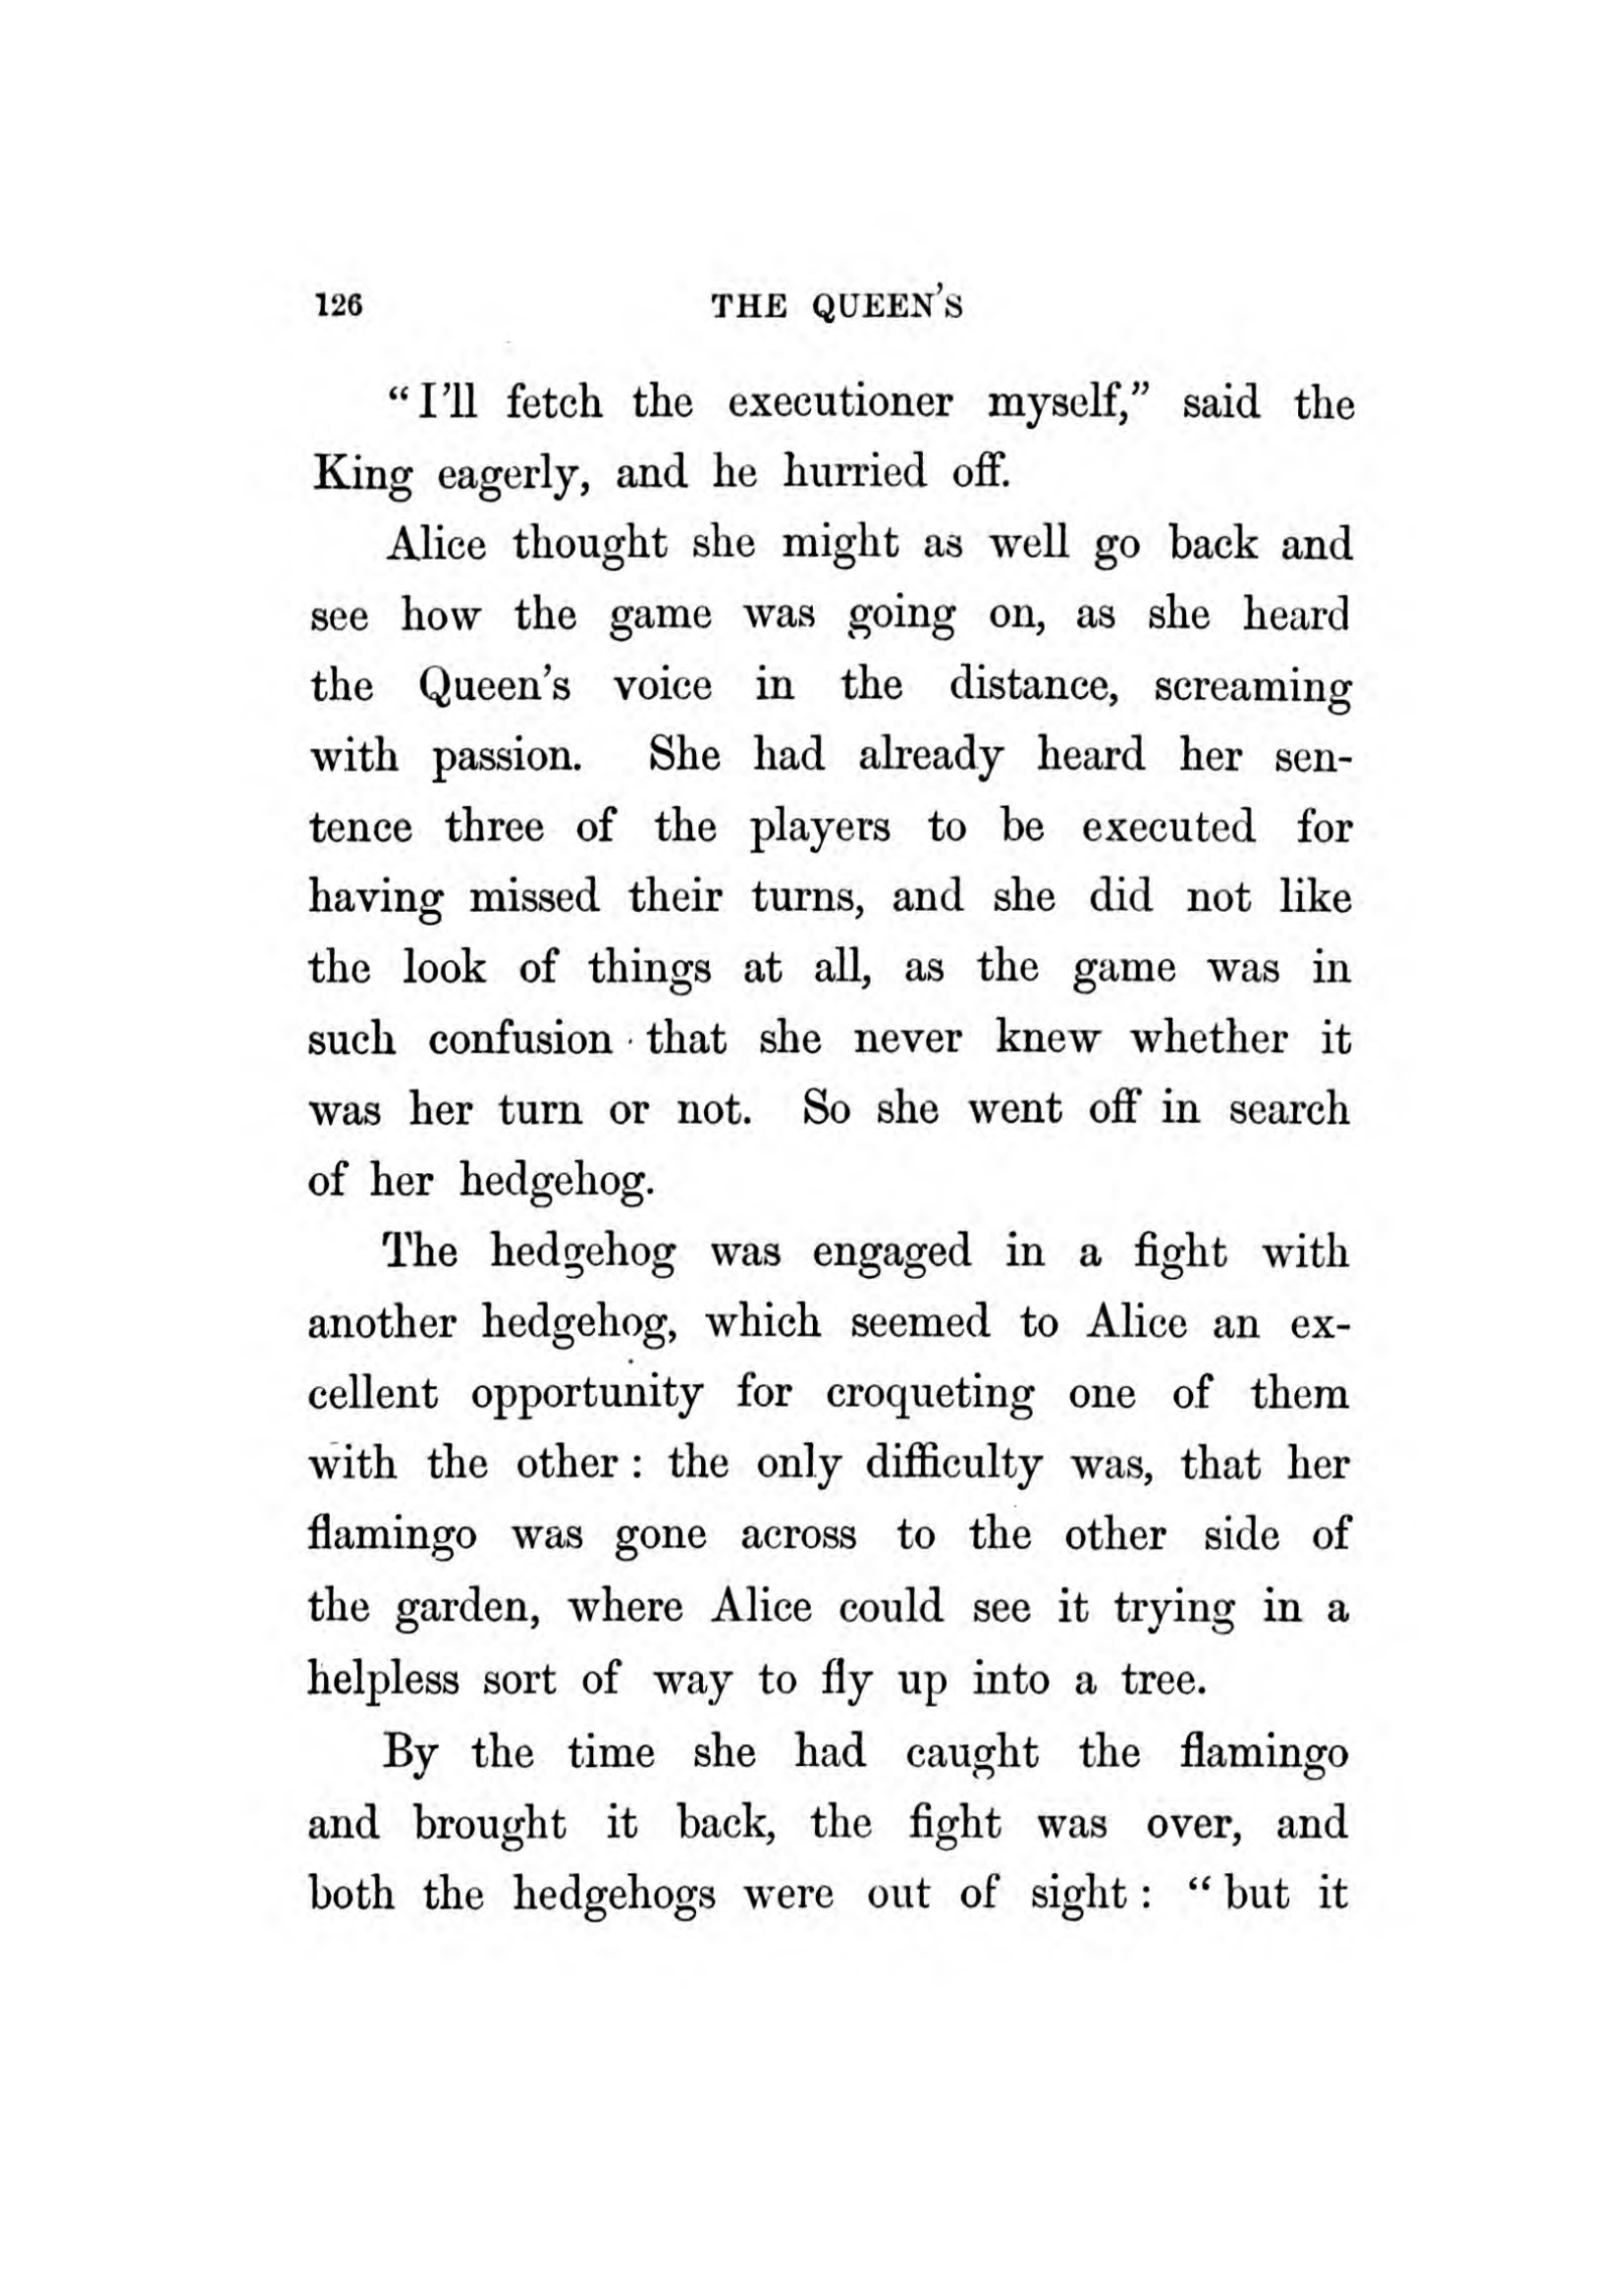 126 THE QUEEN'S
“I'll fetch the executioner myself,” said the
King eagerly, and he hurried off.
Alice thought she might as well go back and
see how the game was going on, as she heard
the Queen's voice in the distance, screaming
with passion. She had already heard her sen-
tence three of the players to be executed for
having missed their turns, and she did not like
the look of things at all, as the game was in
such confusion that she never knew whether it
was her turn or not. So she went off in search
of her hedgehog.
The hedgehog was engaged in a fight with
another hedgehog, which seemed to Alice an ex-
cellent opportunity for croqueting one of them
with the other : the only difficulty was, that her
flamingo was gone across to the other side of
the garden, where Alice could see it trying in a
helpless sort of way to fly up into a tree.
By the time she had caught the flamingo
and brought it back, the fight was over, and
both the hedgehogs were out of sight : “but it